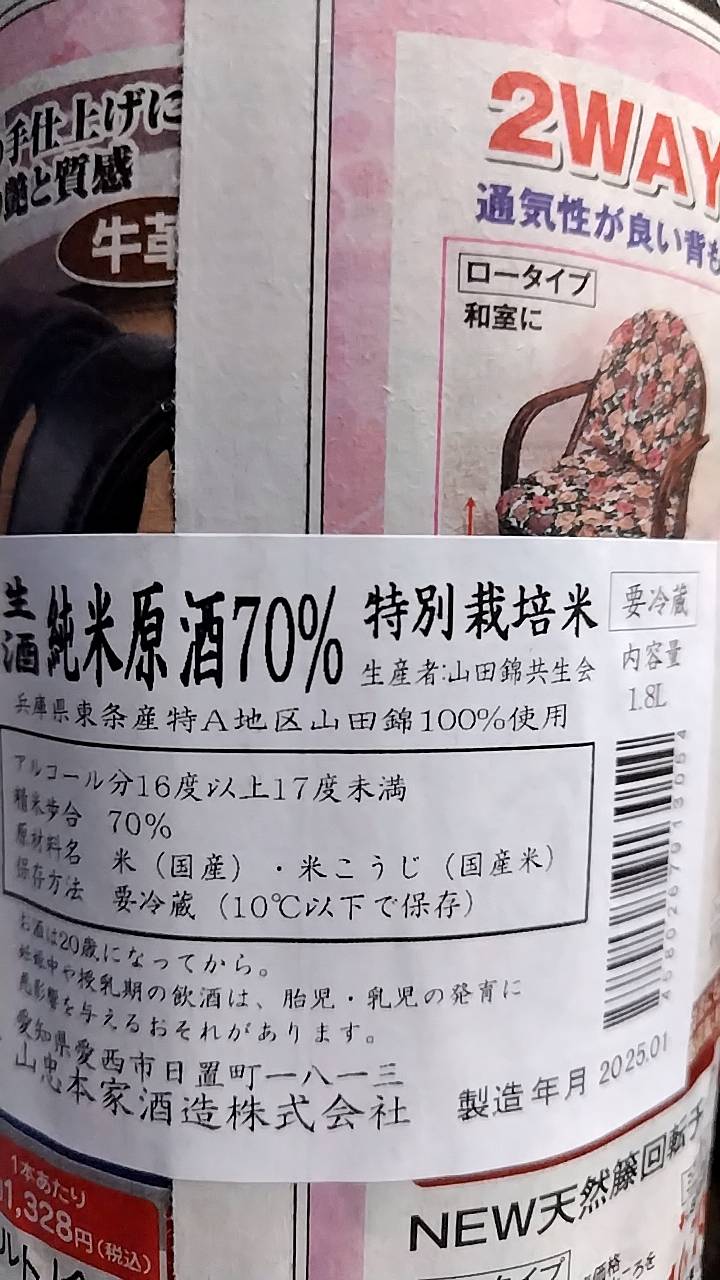 手仕上げに
艶と質感
牛革
2WAY
通気性が良い背も
ロータイプ
和室に
生酒 純米原酒70% 特別栽培米 要冷蔵
生産者:山田錦共生会
内容量
1.8L
兵庫県東条産特A地区山田錦100%使用
アルコール分16度以上17度未満
精米歩合 70%
原材料名 米(国産)・米こうじ(国産米)
保存方法 要冷蔵(10℃以下で保存)
お酒は20歳になってから。
妊娠中や授乳期の飲酒は、胎児・乳児の発育に
悪影響を与えるおそれがあります。
愛知県愛西市日置町一八一三
山忠本家酒造株式会社
製造年月 2025.01
1本あたり
1,328円(税込)
NEW天然籐回転